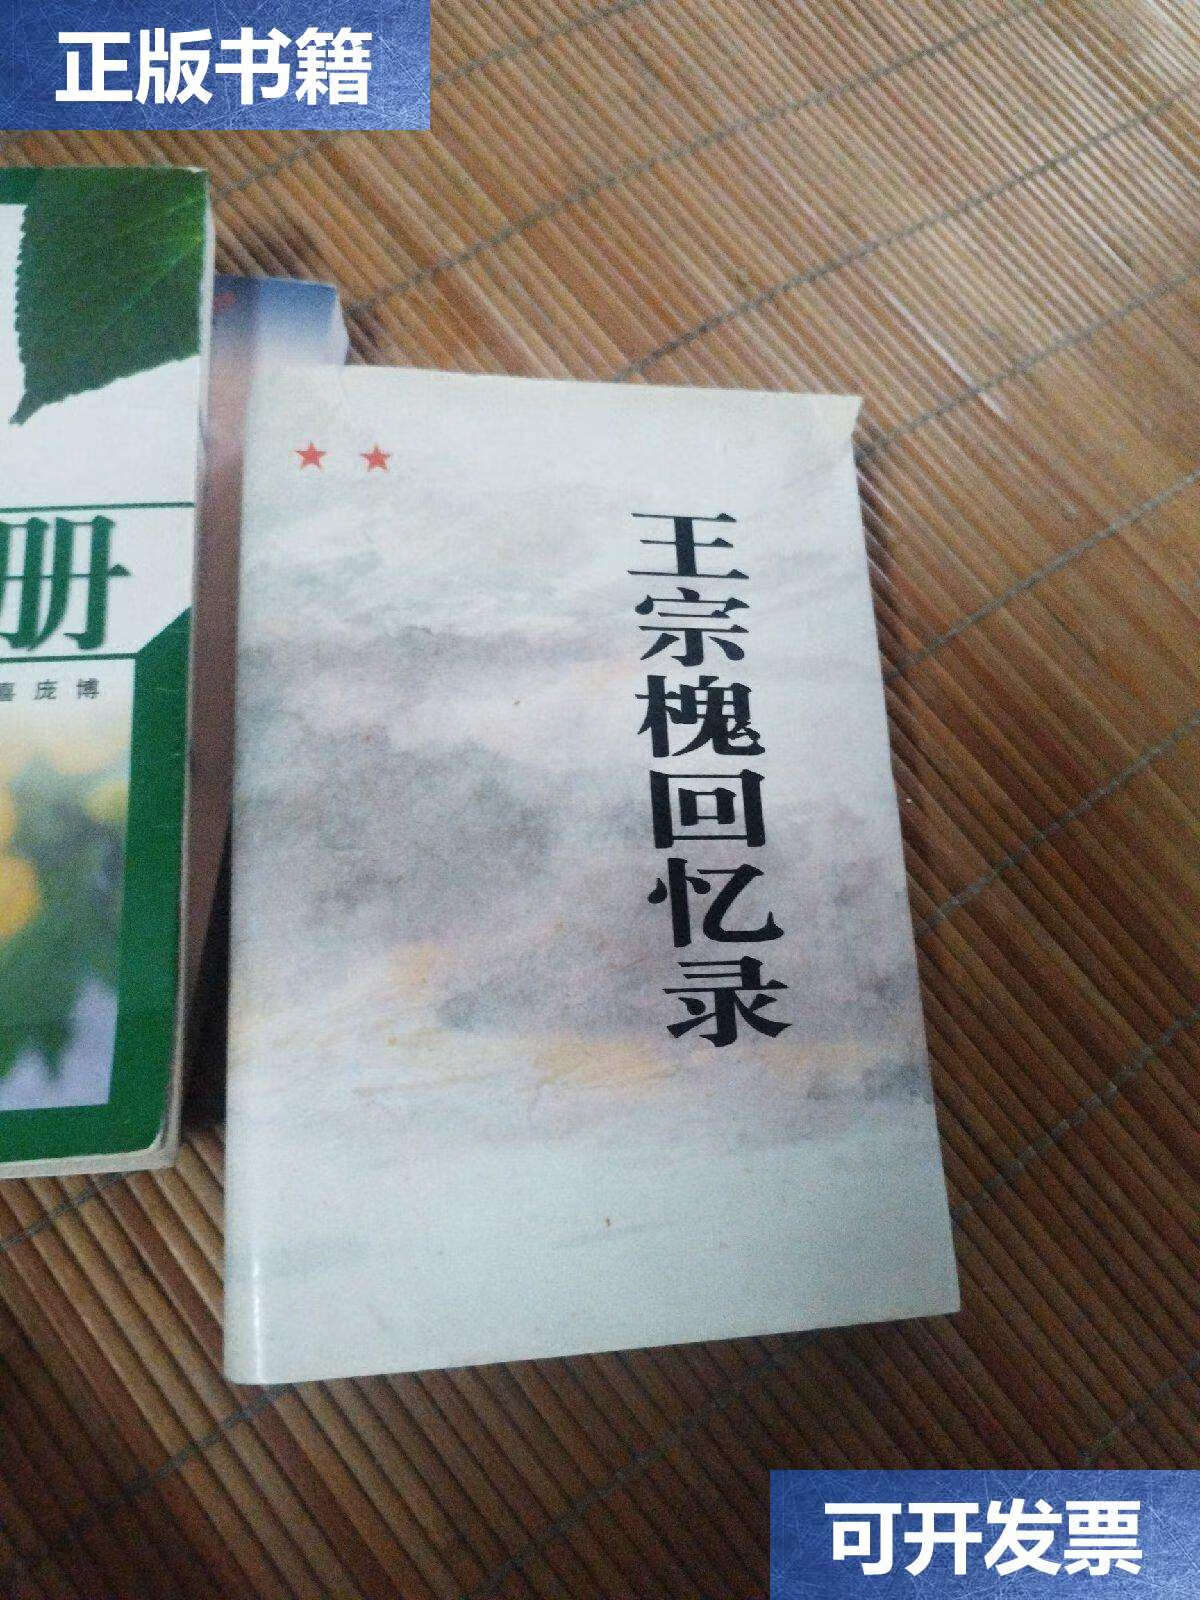 正版书籍
册
庞博
王宗槐回忆录
可开发票